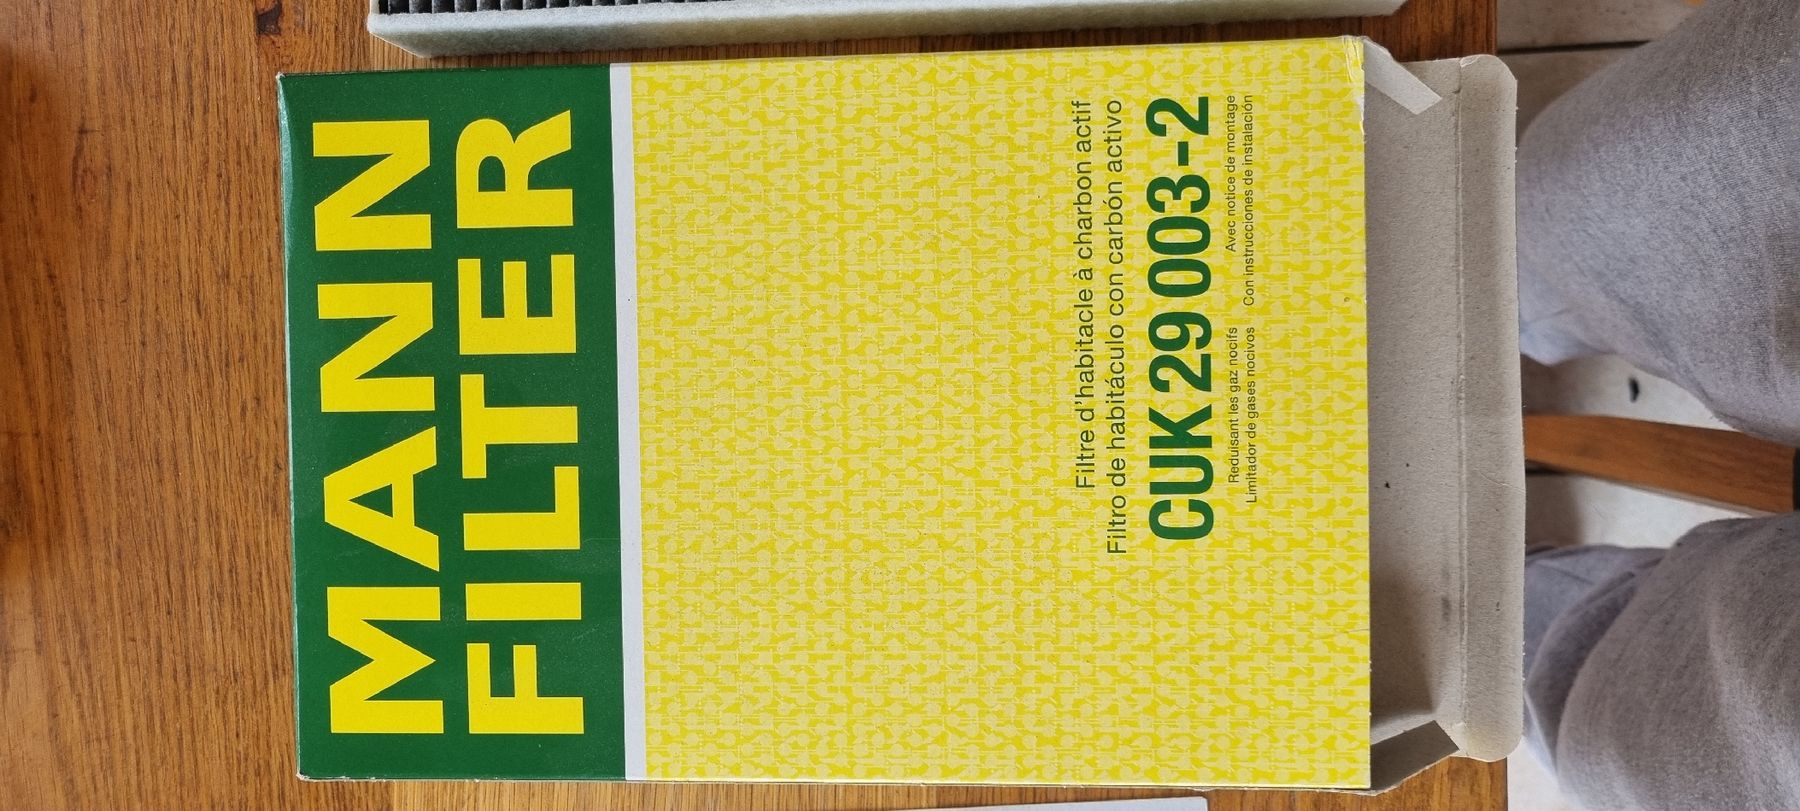 MANN
FILTER
Filtre d'habitacle à charbon actif
Filtro de habitáculo con carbón activo
CUK 29 003-2
Reduisant les gaz nocifs
Limitador de gases nocivos
Avec notice de montage
Con instrucciones de instalación